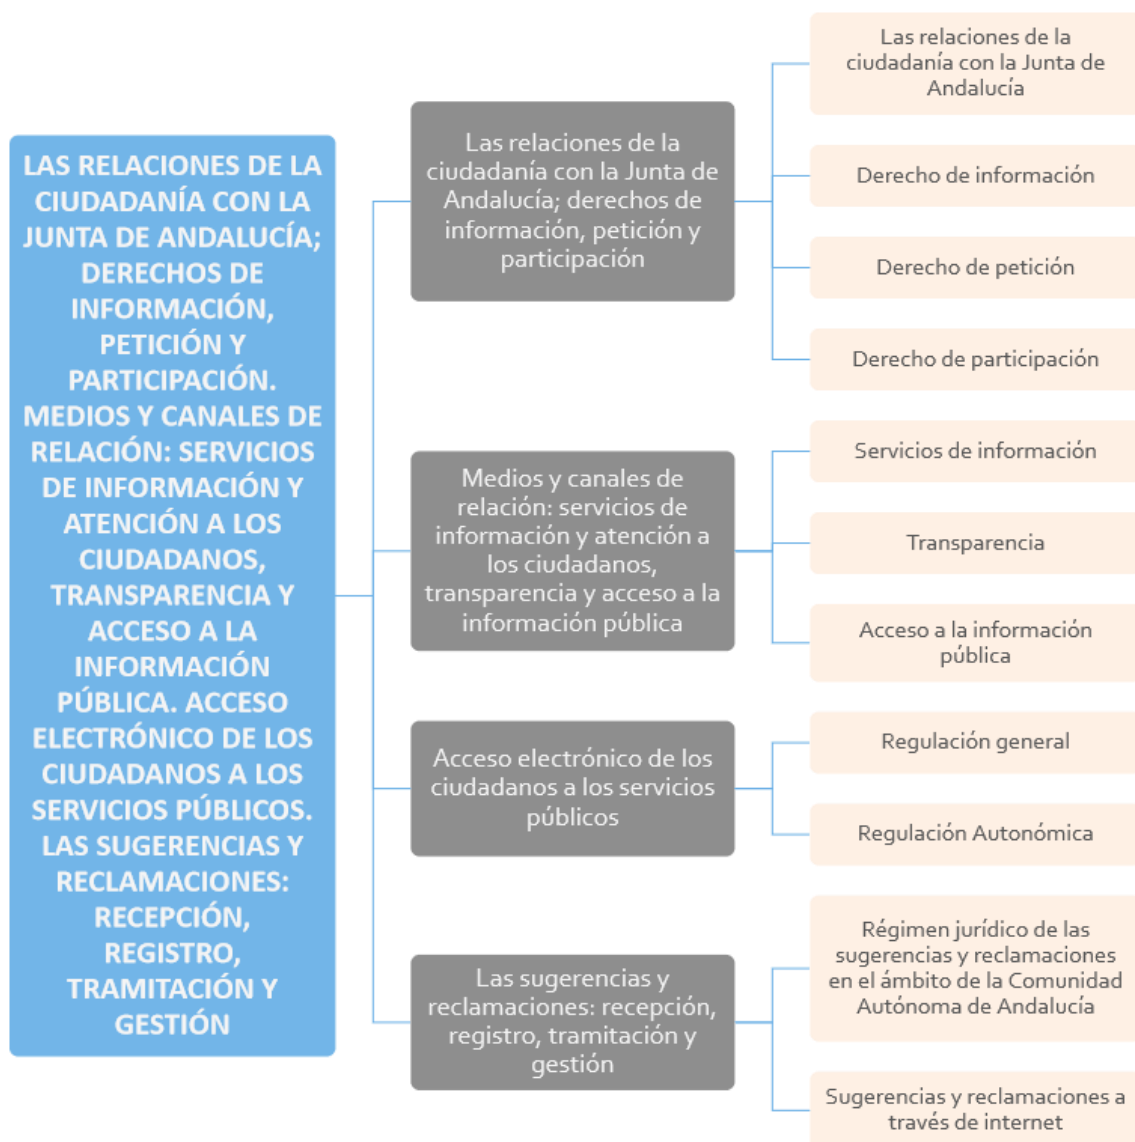 LAS RELACIONES DE LA
CIUDADANÍA CON LA
JUNTA DE ANDALUCÍA;
DERECHOS DE
INFORMACIÓN,
PETICIÓN Y
PARTICIPACIÓN.
MEDIOS Y CANALES DE
RELACIÓN: SERVICIOS
DE INFORMACIÓN Y
ATENCIÓN A LOS
CIUDADANOS,
TRANSPARENCIA Y
ACCESO A LA
INFORMACIÓN
PÚBLICA. ACCESO
ELECTRÓNICO DE LOS
CIUDADANOS A LOS
SERVICIOS PÚBLICOS.
LAS SUGERENCIAS Y
RECLAMACIONES:
RECEPCIÓN,
REGISTRO,
TRAMITACIÓN Y
GESTIÓN
Las relaciones de la
ciudadanía con la Junta de
Andalucía; derechos de
información, petición y
participación
Las relaciones de la
ciudadanía con la Junta de
Andalucía
Derecho de información
Derecho de petición
Derecho de participación
Medios y canales de
relación: servicios de
información y atención a
los ciudadanos,
transparencia y acceso a la
información pública
Servicios de información
Transparencia
Acceso a la información
pública
Acceso electrónico de los
ciudadanos a los servicios
públicos
Regulación general
Regulación Autonómica
Las sugerencias y
reclamaciones: recepción,
registro, tramitación y
gestión
Régimen jurídico de las
sugerencias y reclamaciones
en el ámbito de la Comunidad
Autónoma de Andalucía
Sugerencias y reclamaciones a
través de internet